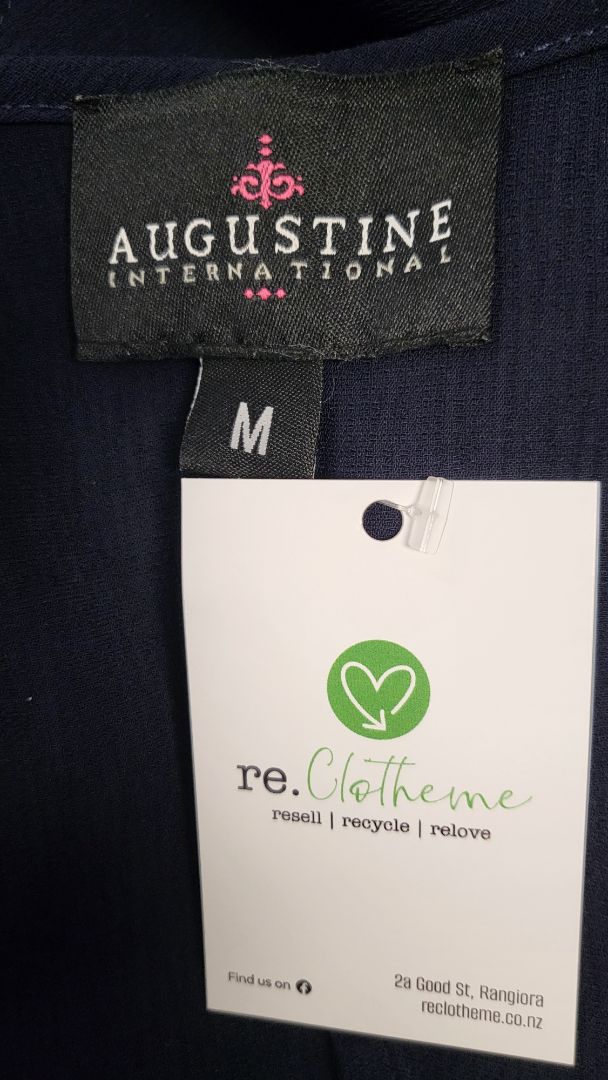 AUGUSTINE
INTERNATIONAL
M
re.Clotheme
resell | recycle | relove
Find us on
2a Good St, Rangiora
reclotheme.co.nz